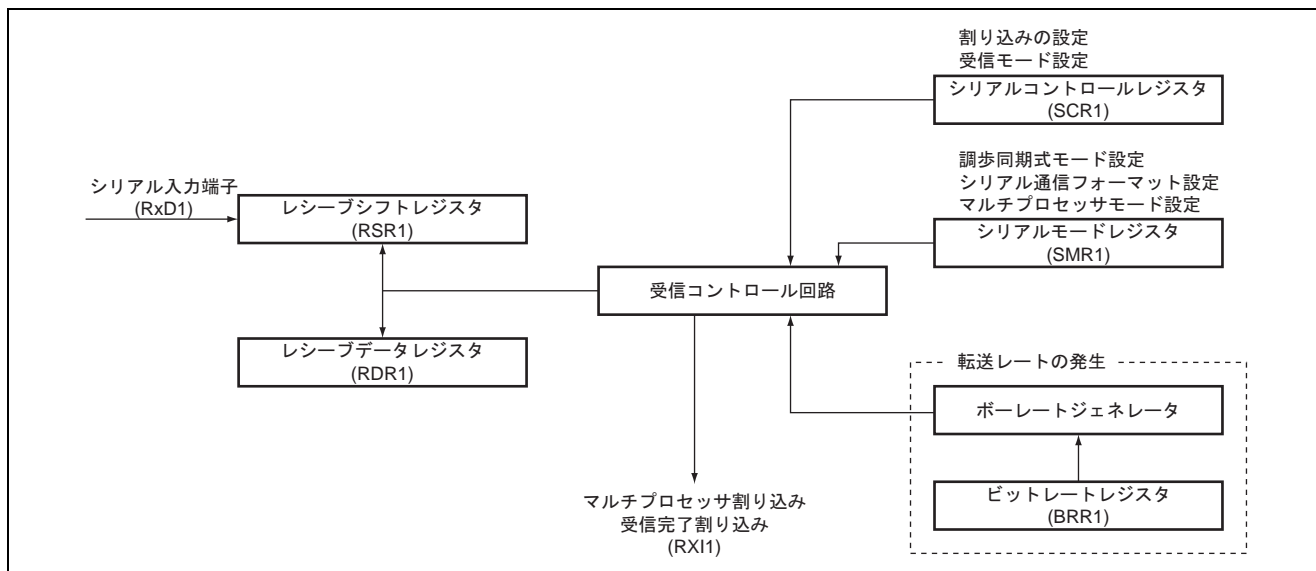 割り込みの設定
受信モード設定
シリアルコントロールレジスタ
(SCR1)
調歩同期式モード設定
シリアル通信フォーマット設定
マルチプロセッサモード設定
シリアルモードレジスタ
(SMR1)
シリアル入力端子
(RxD1)
レシーブシフトレジスタ
(RSR1)
受信コントロール回路
レシーブデータレジスタ
(RDR1)
転送レートの発生
ボーレートジェネレータ
ビットレートレジスタ
(BRR1)
マルチプロセッサ割り込み
受信完了割り込み
(RXI1)